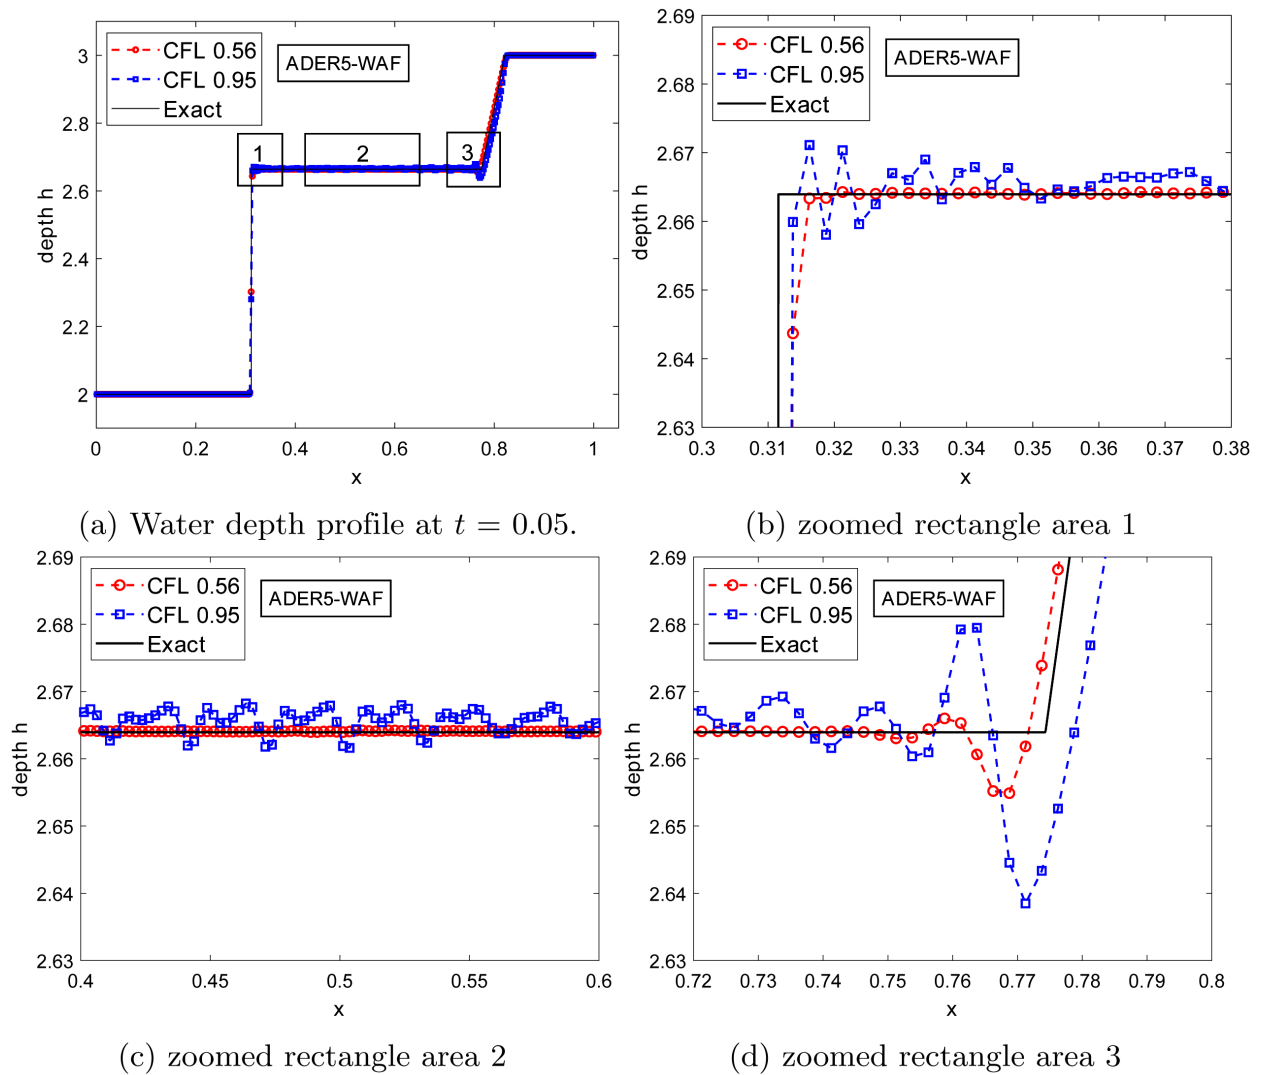 CFL 0.56
CFL 0.95
Exact
ADER5-WAF
1
2
3
3
2.8
2.6
2.4
2.2
2
0
0.2
0.4
0.6
0.8
1
depth h
x
(a) Water depth profile at t = 0.05.
CFL 0.56
CFL 0.95
Exact
ADER5-WAF
2.69
2.68
2.67
2.66
2.65
2.64
2.63
0.3
0.31
0.32
0.33
0.34
0.35
0.36
0.37
0.38
depth h
x
(b) zoomed rectangle area 1
CFL 0.56
CFL 0.95
Exact
ADER5-WAF
2.69
2.68
2.67
2.66
2.65
2.64
2.63
0.4
0.45
0.5
0.55
0.6
depth h
x
(c) zoomed rectangle area 2
CFL 0.56
CFL 0.95
Exact
ADER5-WAF
2.69
2.68
2.67
2.66
2.65
2.64
2.63
0.72
0.73
0.74
0.75
0.76
0.77
0.78
0.79
0.8
depth h
x
(d) zoomed rectangle area 3